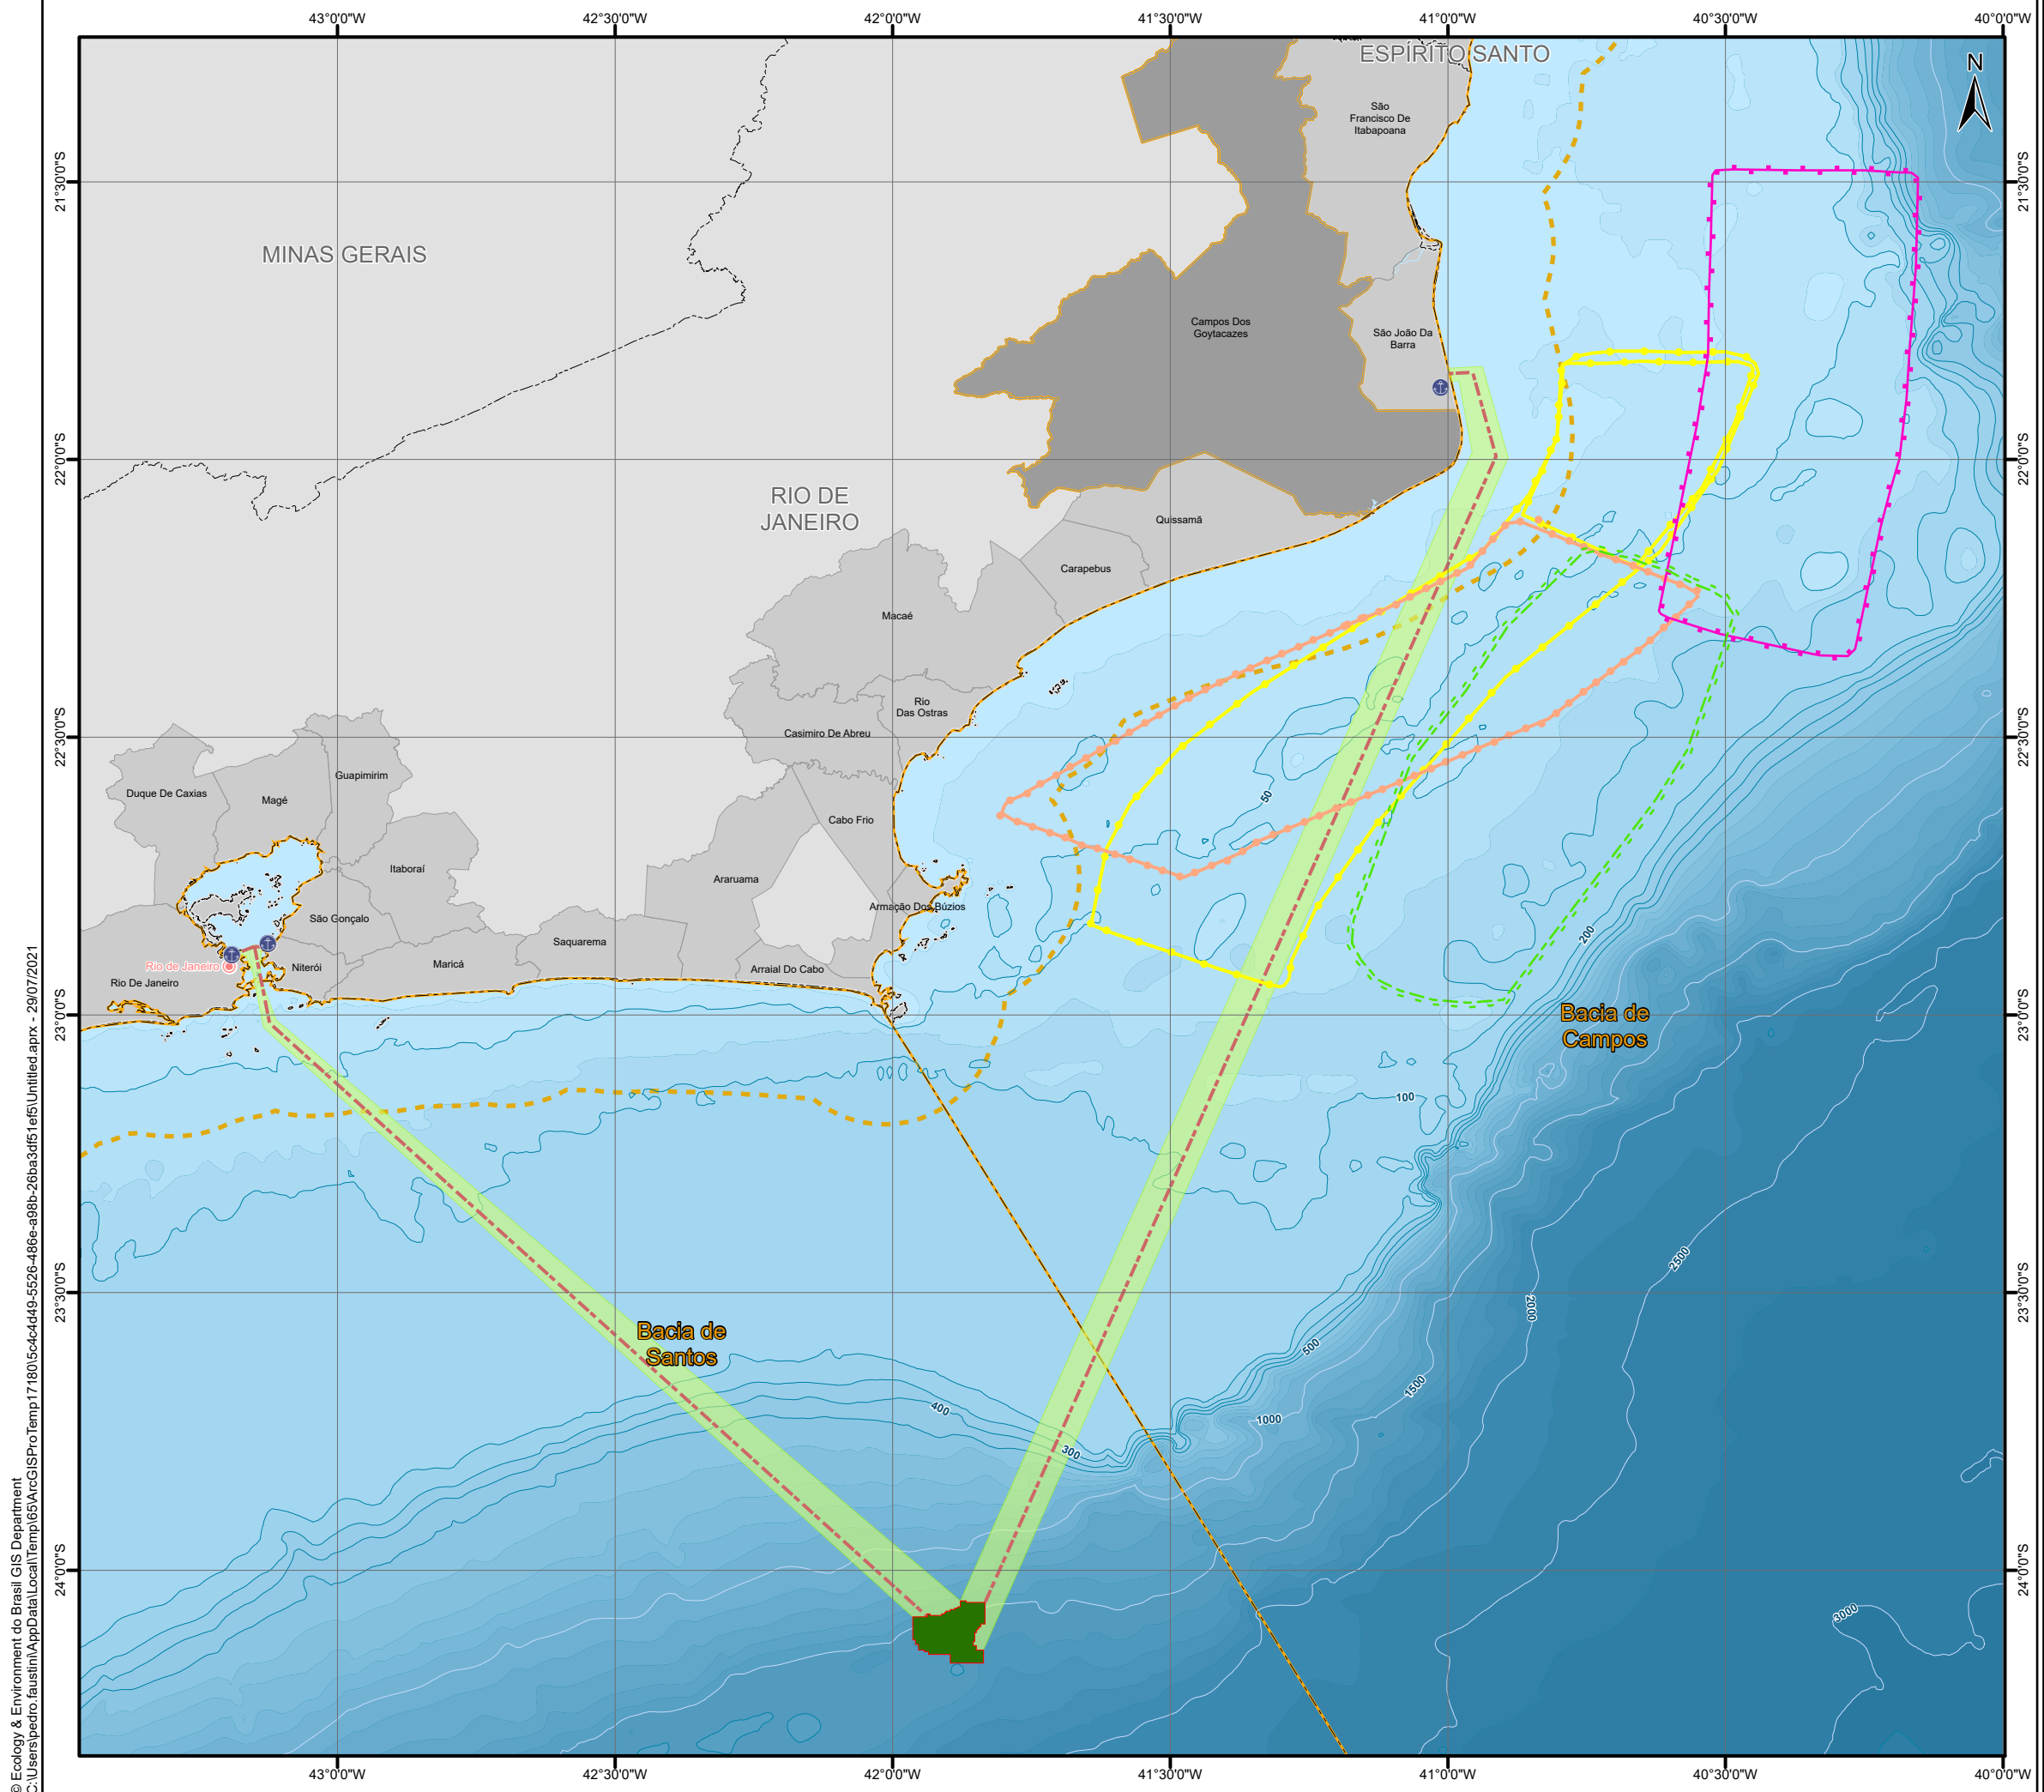 43°0'0"W
42°30'0"W
42°0'0"W
41°30'0"W
41°0'0"W
40°30'0"W
40°0'0"W
ESPÍRITO SANTO
N
São
Francisco De
Itabapoana
21°30'0"S
21°30'0"S
MINAS GERAIS
Campos Dos
Goytacazes
São João Da
Barra
22°0'0"S
22°0'0"S
RIO DE
JANEIRO
Quissamã
Carapebus
Macaé
Rio
Das Ostras
Casimiro De Abreu
22°30'0"S
22°30'0"S
Guapimirim
Duque De Caxias
Magé
50
Cabo Frio
Itaboraí
Araruama
Armação Dos Búzios
São Gonçalo
200
Saquarema
Maricá
Rio de Janeiro
Niterói
Arraial Do Cabo
Rio De Janeiro
23°0'0"S
23°0'0"S
Bacia de
Campos
100
2500
23°30'0"S
23°30'0"S
2000
Bacia de
Santos
500
1500
400
1000
300
24°0'0"S
24°0'0"S
3000
43°0'0"W
42°30'0"W
42°0'0"W
41°30'0"W
41°0'0"W
40°30'0"W
40°0'0"W
© Ecology & Environment do Brasil GIS Department
C:\Users\pedro.faustini\AppData\Local\Temp\65\ArcGISProTemp17180\5c4c4d49-5526-486e-a98b-26ba3df51ef5\Untitled.aprx - 29/07/2021